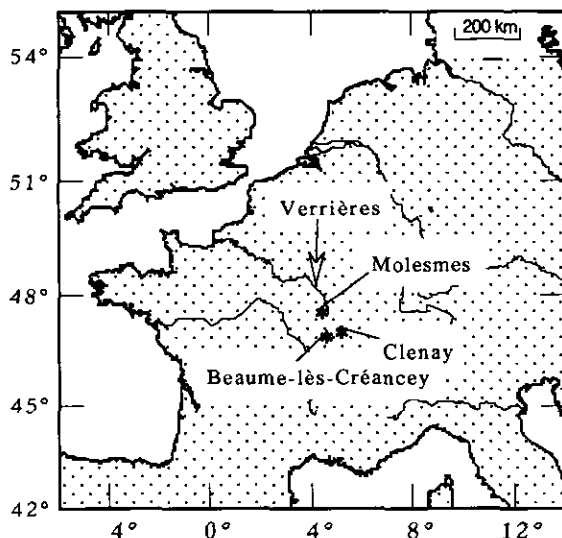 54°
200 km
51°
Verrières
Molesmes
48°
Clenay
Beaume-lès-Créancey
45°
42°
4° 0° 4° 8° 12°